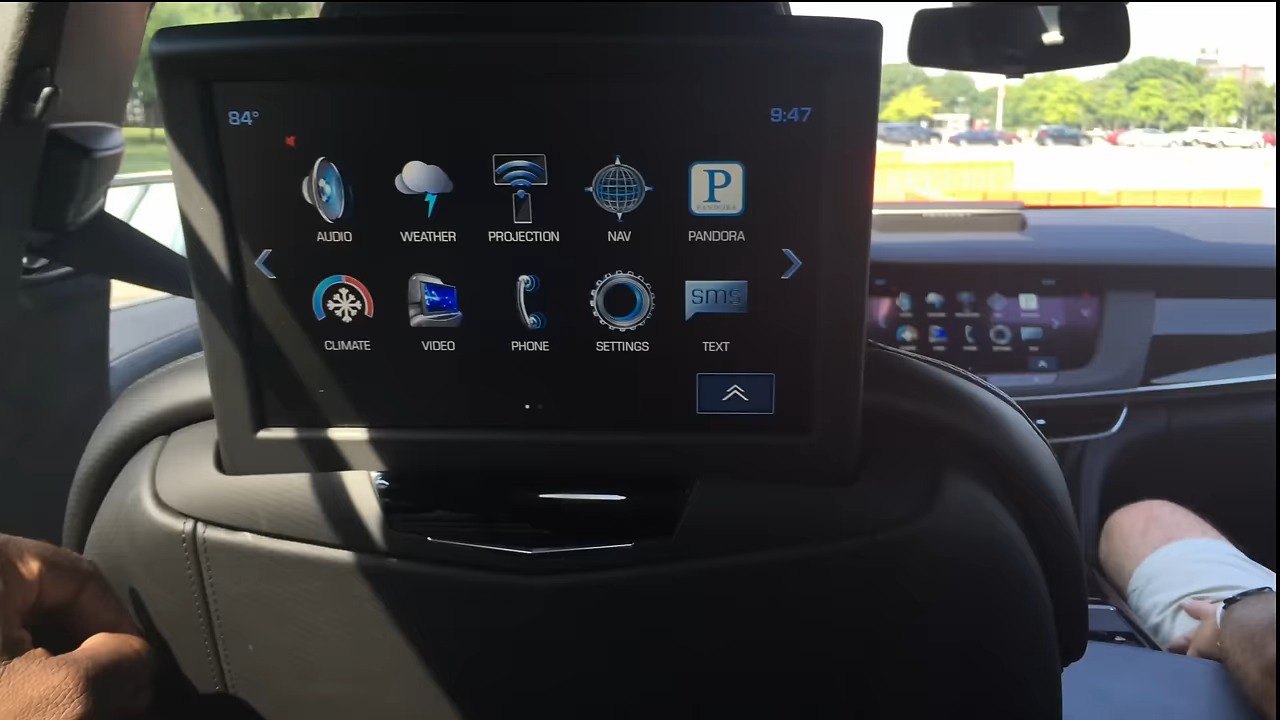 84° 9:47
PANDORA
AUDIO WEATHER PROJECTION NAV PANDORA
sms
CLIMATE VIDEO PHONE SETTINGS TEXT